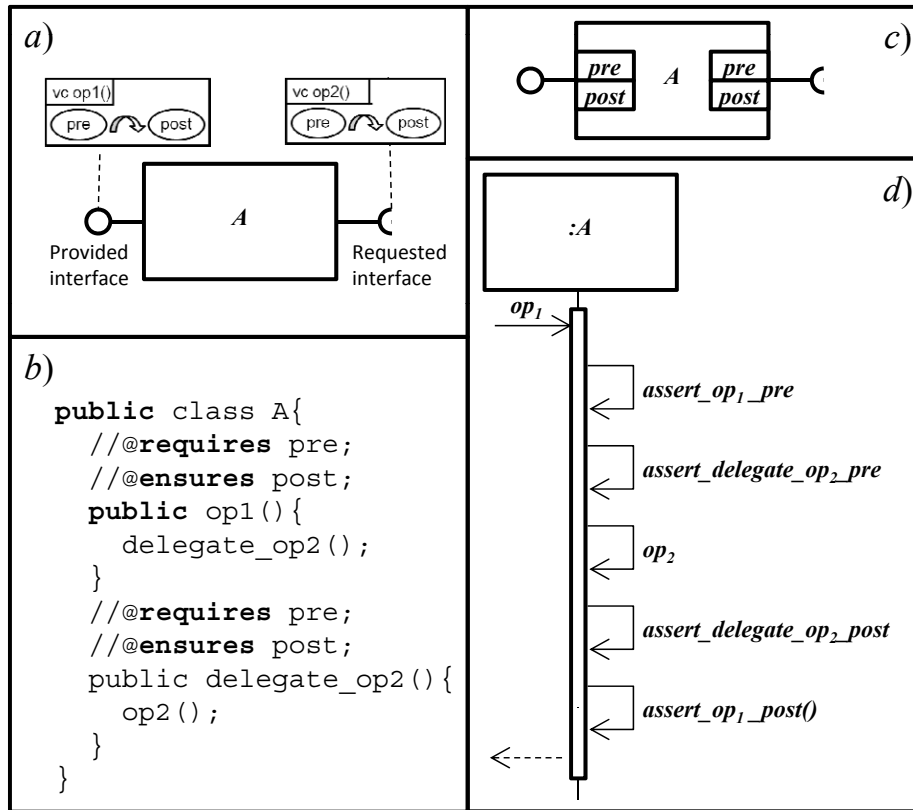 a)
vc op1()
pre
post
vc op2()
pre
post
A
Provided
interface
Requested
interface
b)
public class A{
//@requires pre;
//@ensures post;
public op1(){
delegate_op2();
}
//@requires pre;
//@ensures post;
public delegate_op2(){
op2();
}
}
c)
pre
post
A
pre
post
d)
:A
op₁
assert_op₁_pre
assert_delegate_op₂_pre
op₂
assert_delegate_op₂_post
assert_op₁_post()